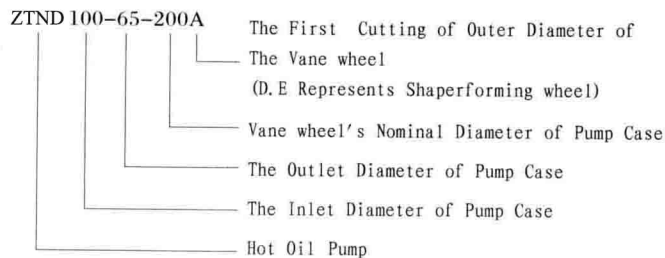 ZTND 100-65-200A
The First Cutting of Outer Diameter of
The Vane wheel
(D.E Represents Shaperforming wheel)
Vane wheel's Nominal Diameter of Pump Case
The Outlet Diameter of Pump Case
The Inlet Diameter of Pump Case
Hot Oil Pump